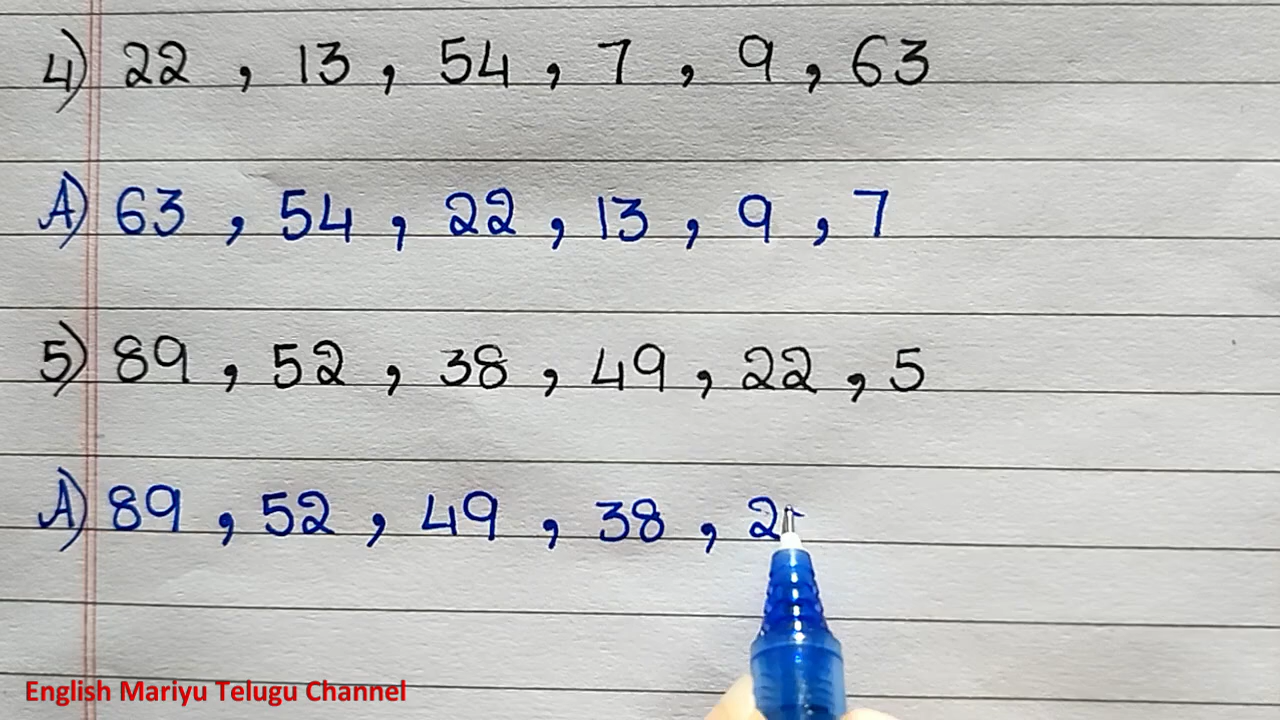 4) 22 , 13 , 54 , 7 , 9 , 63
A) 63 , 54 , 22 , 13 , 9 , 7
5) 89 , 52 , 38 , 49 , 22 , 5
A) 89 , 52 , 49 , 38 , 2
English Mariyu Telugu Channel